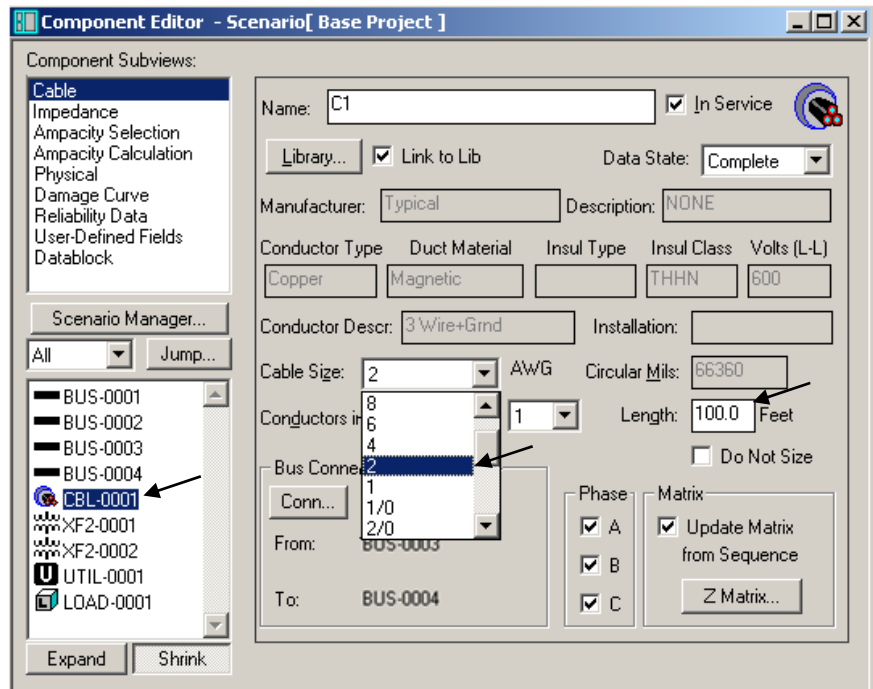 Component Editor - Scenario[ Base Project ]
Component Subviews:
Cable
Impedance
Ampacity Selection
Ampacity Calculation
Physical
Damage Curve
Reliability Data
User-Defined Fields
Datablock
Scenario Manager...
All Jump...
BUS-0001
BUS-0002
BUS-0003
BUS-0004
CBL-0001
XF2-0001
XF2-0002
U UTIL-0001
LOAD-0001
Expand Shrink
Name: C1 In Service
Library... Link to Lib Data State: Complete
Manufacturer: Typical Description: NONE
Conductor Type Duct Material Insul Type Insul Class Volts (L-L)
Copper Magnetic THHN 600
Conductor Descr: 3 Wire+Grnd Installation:
Cable Size: 2 AWG Circular Mils: 66360
8
6
4
2
1
1/0
2/0
Conductors i 1 Length: 100.0 Feet
Do Not Size
Bus Conne
Conn...
From: BUS-0003
To: BUS-0004
Phase
A
B
C
Matrix
Update Matrix
from Sequence
Z Matrix...